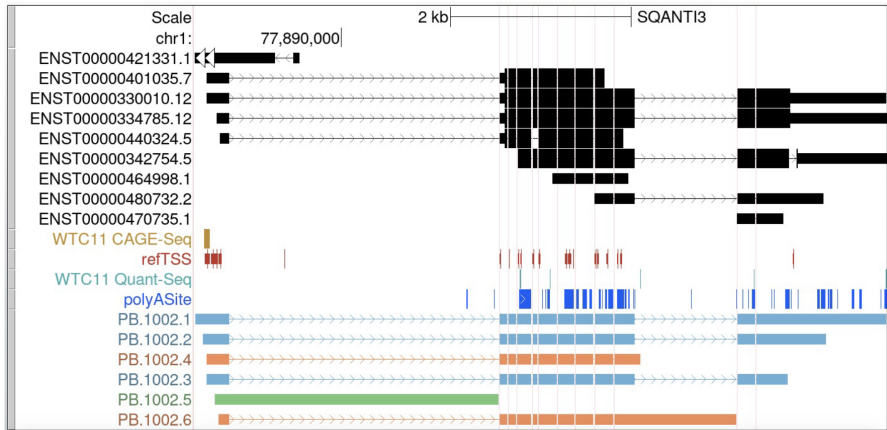 Scale 2 kb SQANTI3
chr1: 77,890,000
ENST00000421331.1
ENST00000401035.7
ENST00000330010.12
ENST00000334785.12
ENST00000440324.5
ENST00000342754.5
ENST00000464998.1
ENST00000480732.2
ENST00000470735.1
WTC11 CAGE-Seq
refTSS
WTC11 Quant-Seq
polyASite
PB.1002.1
PB.1002.2
PB.1002.4
PB.1002.3
PB.1002.5
PB.1002.6